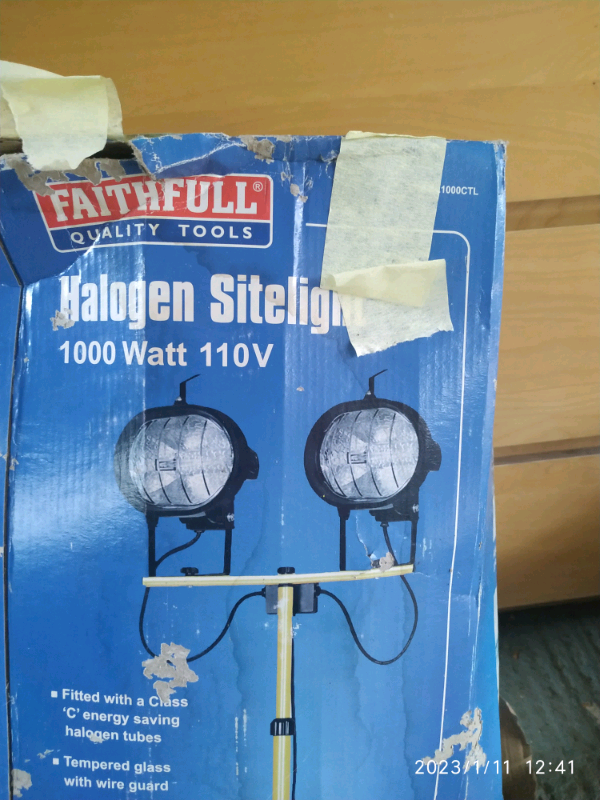 1000CTL
FAITHFULL®
QUALITY TOOLS
Halogen
1000 Watt 110V
▪ Fitted with a Class
'C' energy saving
halogen tubes
▪ Tempered glass
with wire guard
2023/1/11 12:41